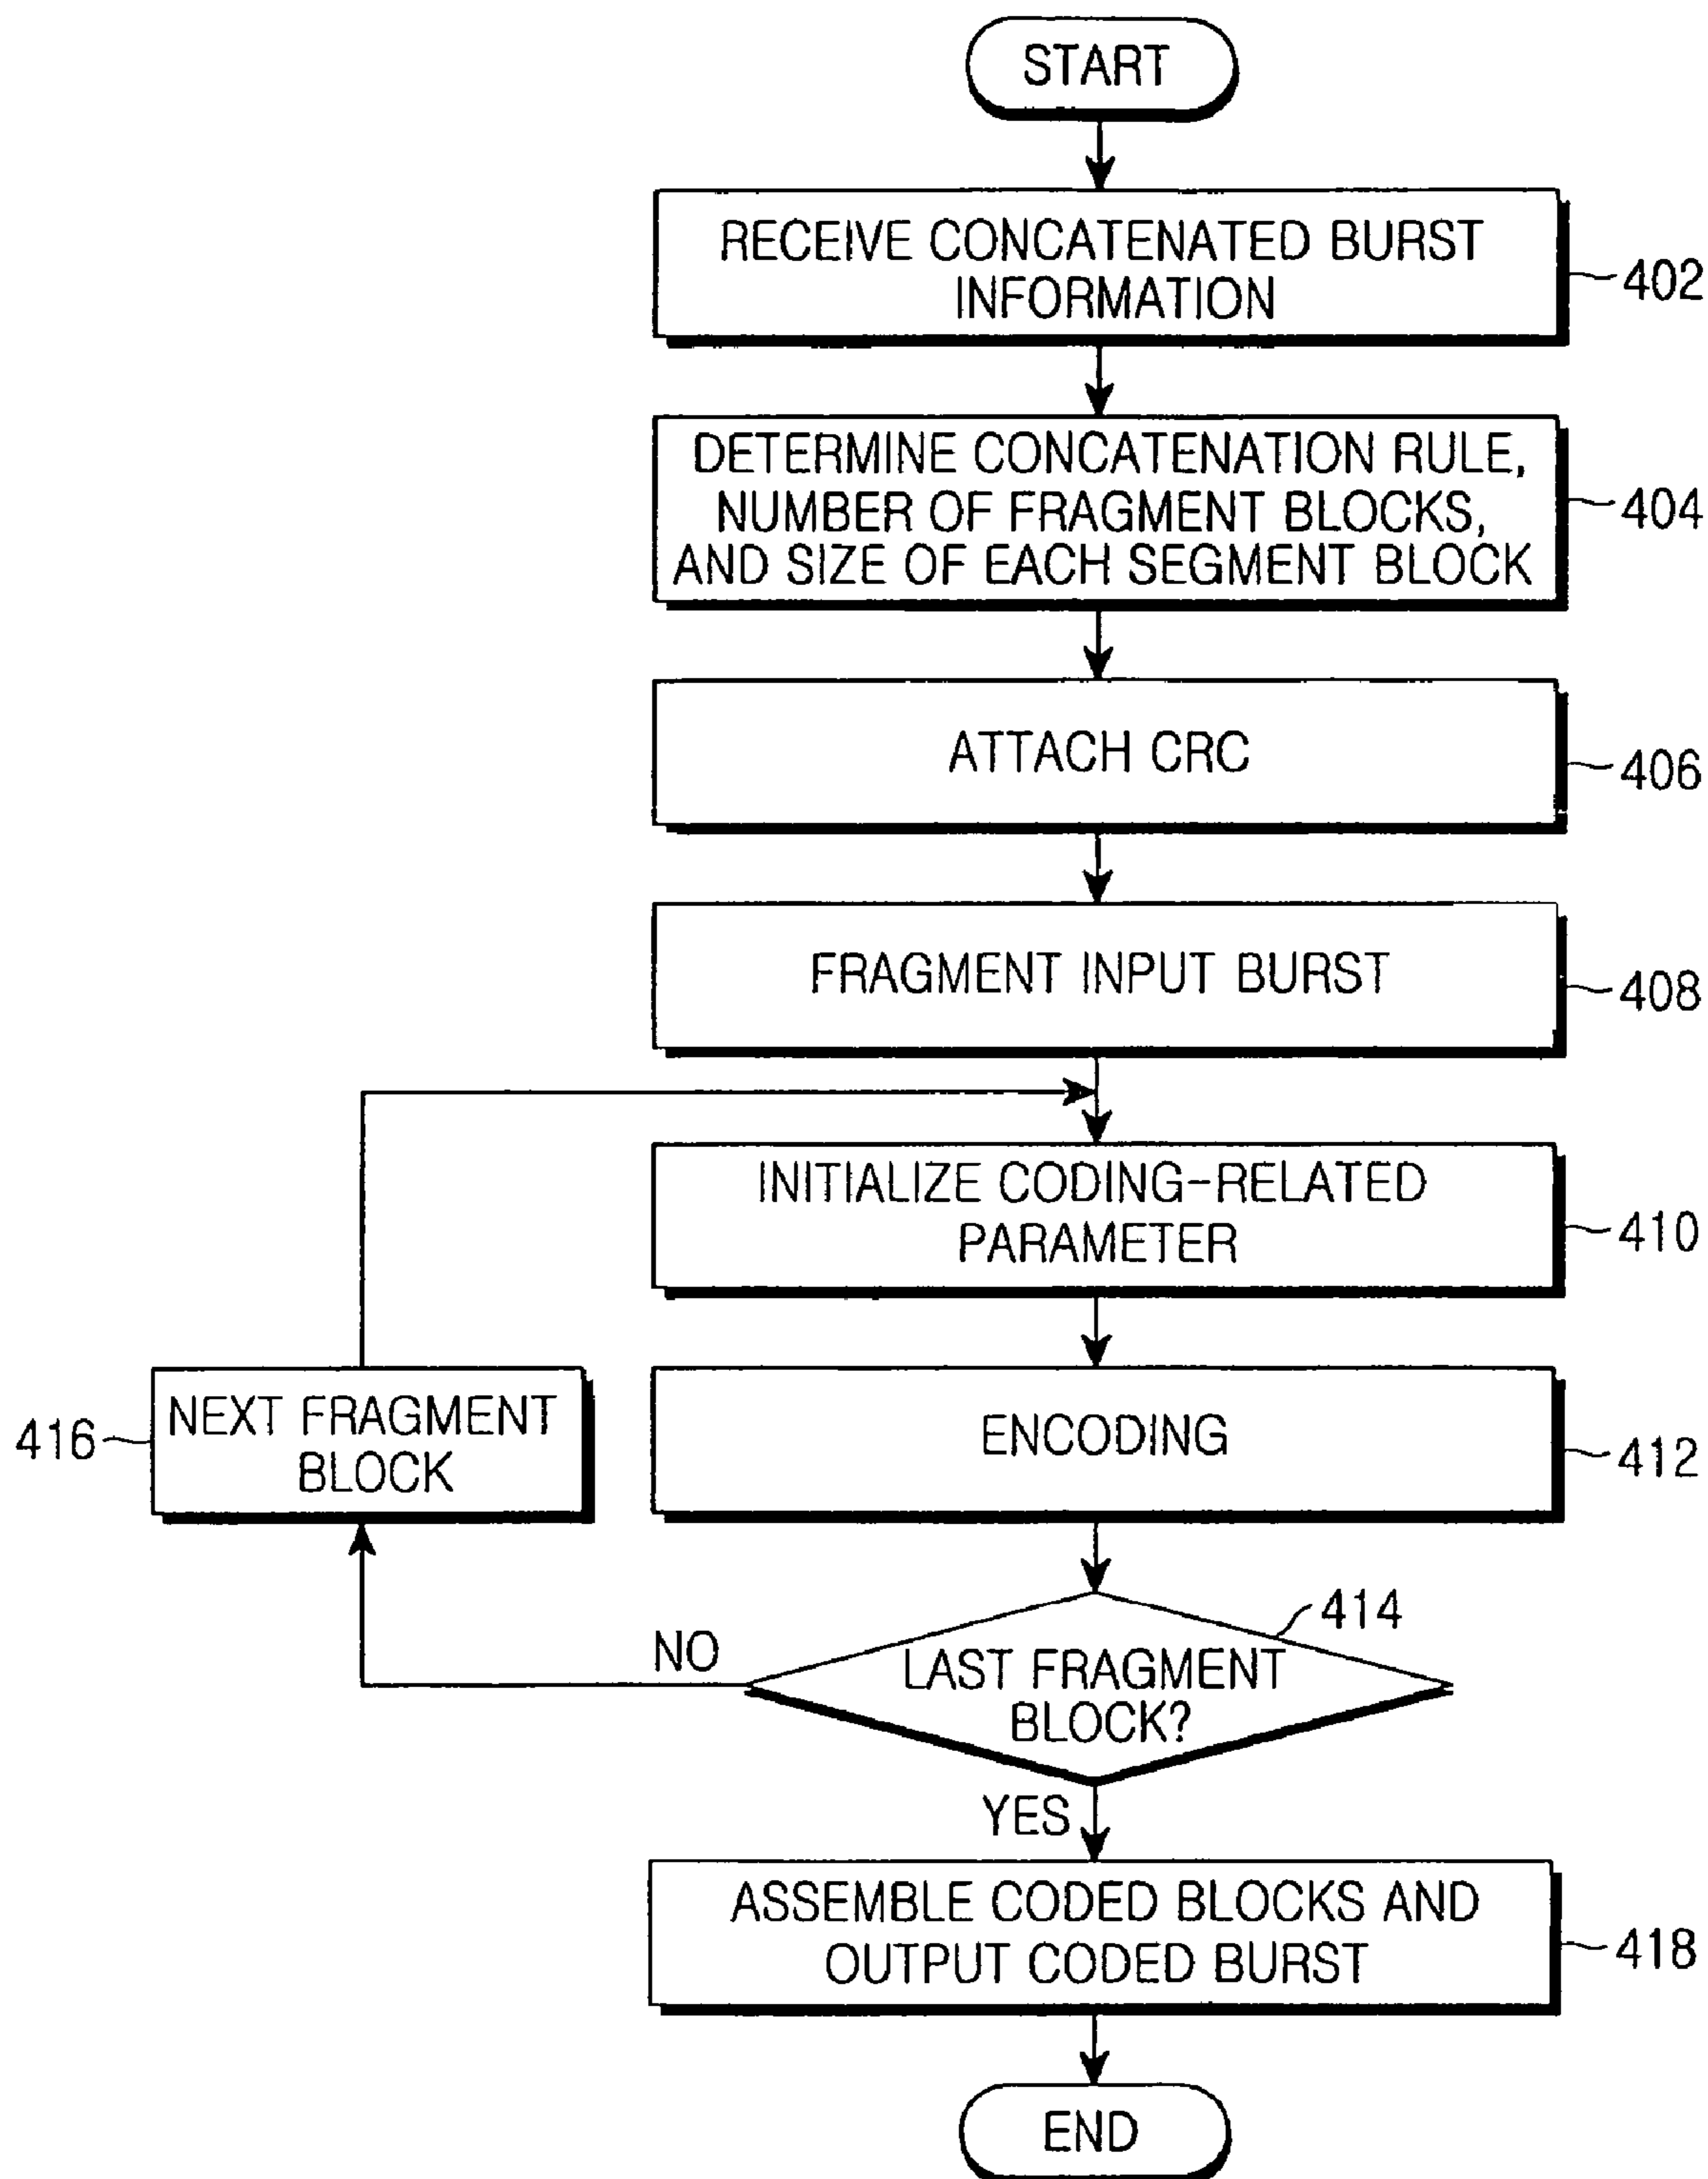 START
RECEIVE CONCATENATED BURST
INFORMATION
402
DETERMINE CONCATENATION RULE,
NUMBER OF FRAGMENT BLOCKS,
AND SIZE OF EACH SEGMENT BLOCK
404
ATTACH CRC
406
FRAGMENT INPUT BURST
408
INITIALIZE CODING-RELATED
PARAMETER
410
ENCODING
412
NEXT FRAGMENT
BLOCK
416
LAST FRAGMENT
BLOCK?
414
NO
YES
ASSEMBLE CODED BLOCKS AND
OUTPUT CODED BURST
418
END